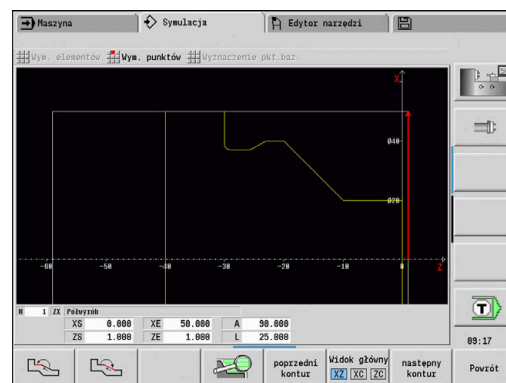 Maszyna
Symulacja
Edytor narzędzi
Wym. elementów Wym. punktów Wyznaczenie pkt.baz.
X
Ø40
Ø20
-60 -40 -30 -20 -10 0 Z
N 1 ZX Półwyrób
XS 0.000 XE 50.000 A 90.000
ZS 1.000 ZE 1.000 L 25.000
T
09:17
poprzedni kontur
Widok główny
XZ XC ZC
następny kontur
Powrót